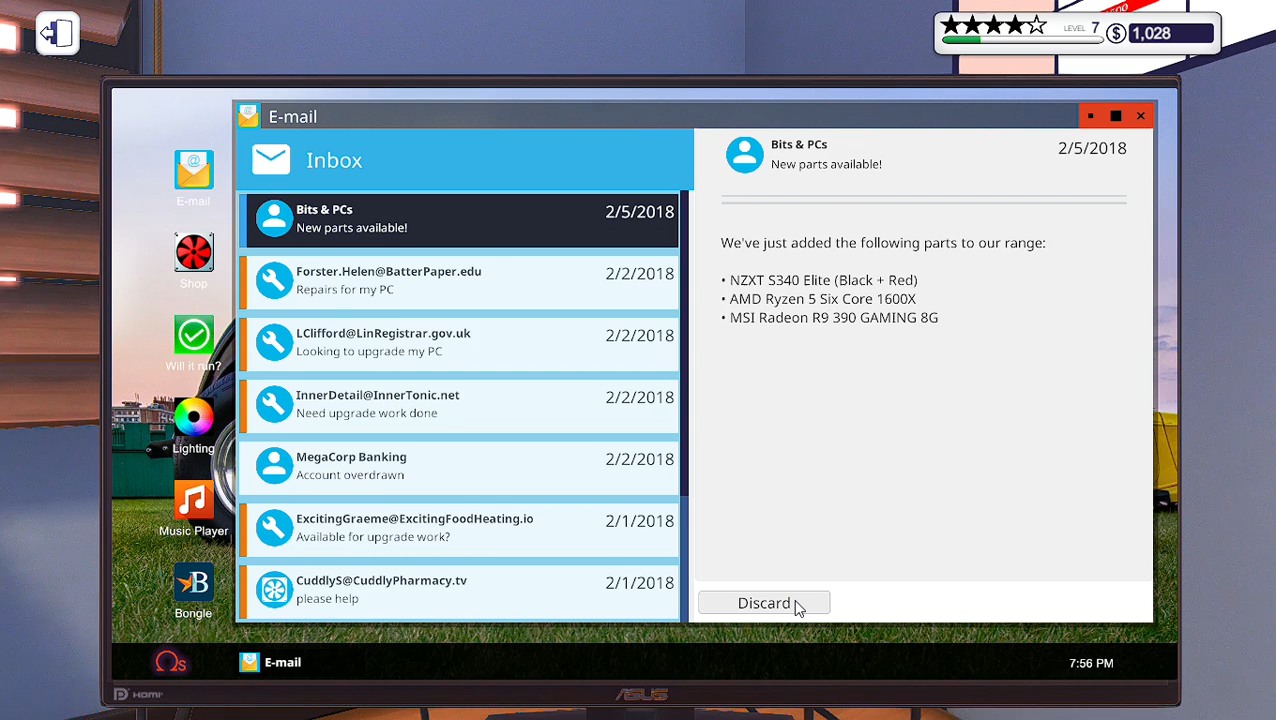 LEVEL 7
$ 1,028
E-mail
Inbox
Bits & PCs
New parts available!
2/5/2018
Forster.Helen@BatterPaper.edu
Repairs for my PC
2/2/2018
LClifford@LinRegistrar.gov.uk
Looking to upgrade my PC
2/2/2018
InnerDetail@InnerTonic.net
Need upgrade work done
2/2/2018
MegaCorp Banking
Account overdrawn
2/2/2018
ExcitingGraeme@ExcitingFoodHeating.io
Available for upgrade work?
2/1/2018
CuddlyS@CuddlyPharmacy.tv
please help
2/1/2018
Bits & PCs
New parts available!
2/5/2018
We've just added the following parts to our range:
• NZXT S340 Elite (Black + Red)
• AMD Ryzen 5 Six Core 1600X
• MSI Radeon R9 390 GAMING 8G
Discard
E-mail
Shop
Will it run?
Lighting
Music Player
B
Bongle
Ωs
E-mail
7:56 PM
HDMI
ASUS